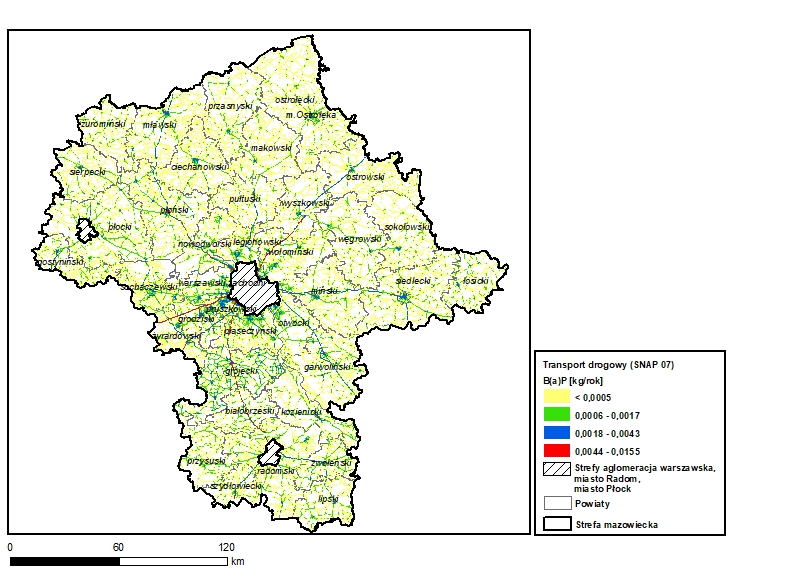 ostrołęcki
przasnyski
m.Ostrołęka
żuromiński
mławski
makowski
ciechanowski
sierpecki
ostrowski
pułtuski
wyszkowski
płoński
płocki
sokołowski
węgrowski
nowodworski
legionowski
wołomiński
gostyniński
siedlecki
łosicki
sochaczewski
warszawski zachodni
miński
pruszkowski
grodziski
otwocki
piaseczyński
żyrardowski
garwoliński
grójecki
białobrzeski
kozienicki
przysuski
zwoleński
radomski
szydłowiecki
lipski
Transport drogowy (SNAP 07)
B(a)P [kg/rok]
< 0,0005
0,0006 - 0,0017
0,0018 - 0,0043
0,0044 - 0,0155
Strefy aglomeracja warszawska,
miasto Radom,
miasto Płock
Powiaty
Strefa mazowiecka
0 60 120
km